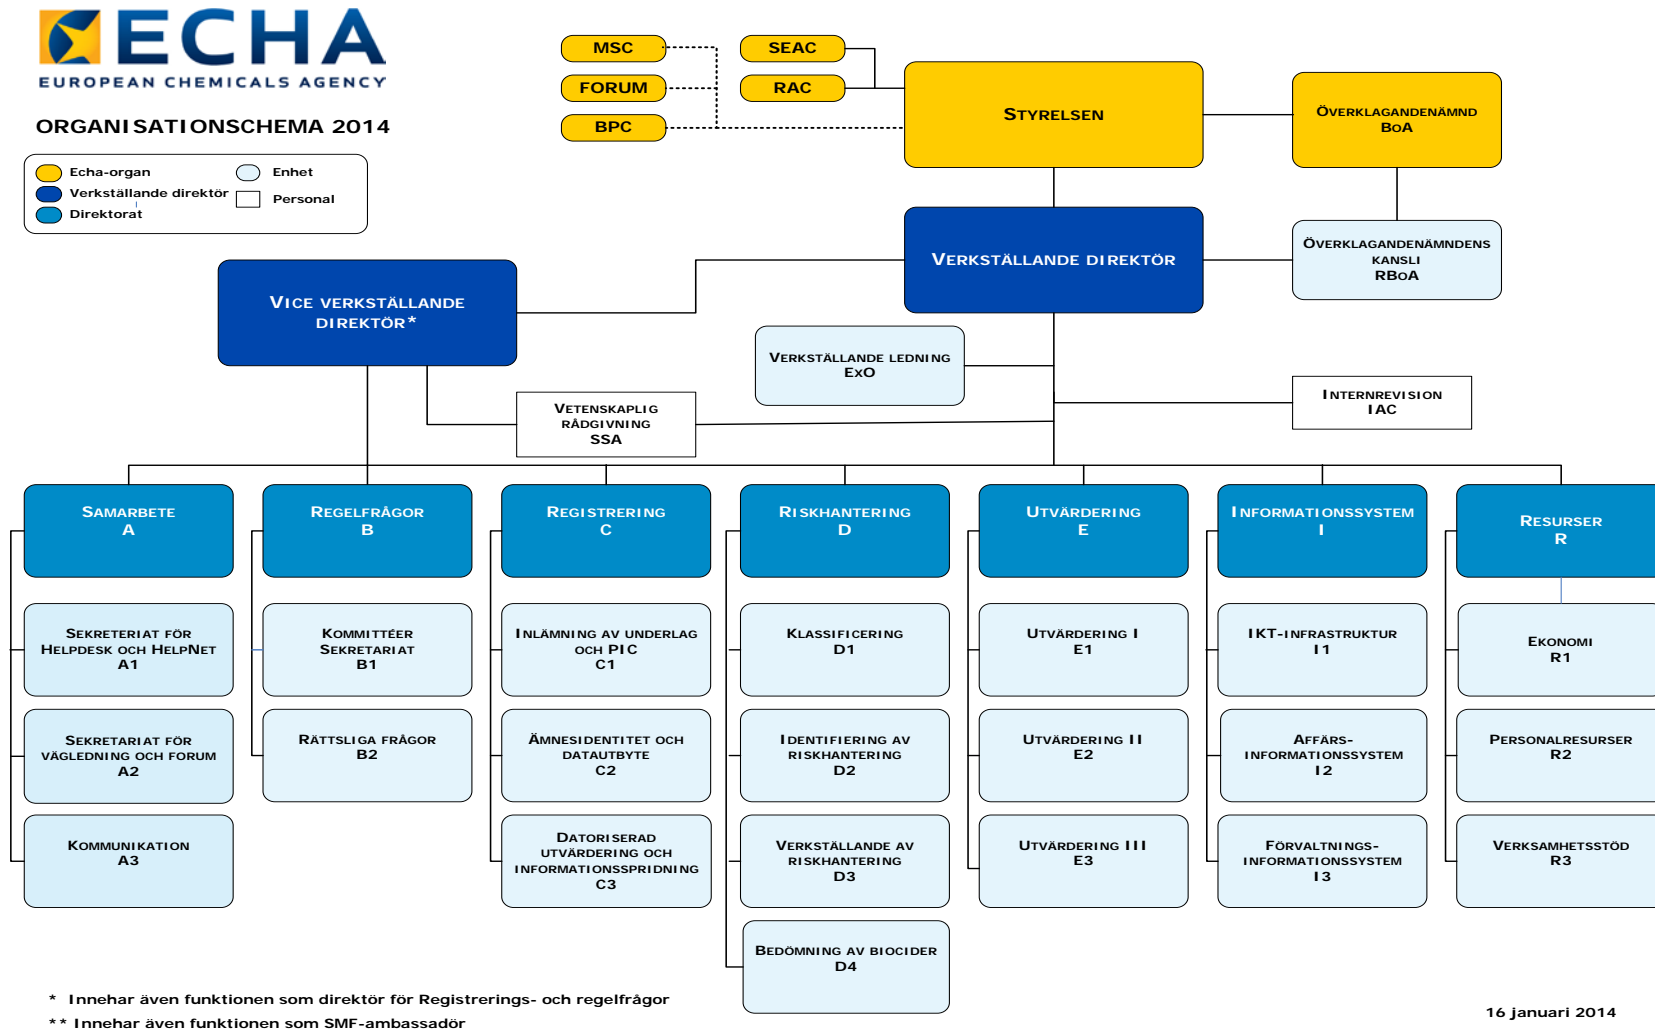 ECHA
EUROPEAN CHEMICALS AGENCY
ORGANISATIONSCHEMA 2014
Echa-organ
Verkställande direktör
Direktorat
Enhet
Personal
MSC
FORUM
BPC
SEAC
RAC
STYRELSEN
ÖVERKLAGANDENÄMND
BOA
VERKSTÄLLANDE DIREKTÖR
ÖVERKLAGANDENÄMNDENS
KANSLI
RBOA
VICE VERKSTÄLLANDE
DIREKTÖR*
VERKSTÄLLANDE LEDNING
EXO
VETENSKAPLIG
RÅDGIVNING
SSA
INTERNREVISION
IAC
SAMARBETE
A
REGELFRÅGOR
B
REGISTRERING
C
RISKHANTERING
D
UTVÄRDERING
E
INFORMATIONSSYSTEM
I
RESURSER
R
SEKRETERIAT FÖR
HELPDESK OCH HELPNET
A1
KOMMITTÉER
SEKRETARIAT
B1
INLÄMNING AV UNDERLAG
OCH PIC
C1
KLASSIFICERING
D1
UTVÄRDERING I
E1
IKT-INFRASTRUKTUR
I1
EKONOMI
R1
SEKRETARIAT FÖR
VÄGLEDNING OCH FORUM
A2
RÄTTSLIGA FRÅGOR
B2
ÄMNESIDENTITET OCH
DATAUTBYTE
C2
IDENTIFIERING AV
RISKHANTERING
D2
UTVÄRDERING II
E2
AFFÄRS-
INFORMATIONSSYSTEM
I2
PERSONALRESURSER
R2
KOMMUNIKATION
A3
DATORISERAD
UTVÄRDERING OCH
INFORMATIONSSPRIDNING
C3
VERKSTÄLLANDE AV
RISKHANTERING
D3
UTVÄRDERING III
E3
FÖRVALTNINGS-
INFORMATIONSSYSTEM
I3
VERKSAMHETSSTÖD
R3
BEDÖMNING AV BIOCIDER
D4
* Innehar även funktionen som direktör för Registrerings- och regelfrågor
** Innehar även funktionen som SMF-ambassadör
16 januari 2014